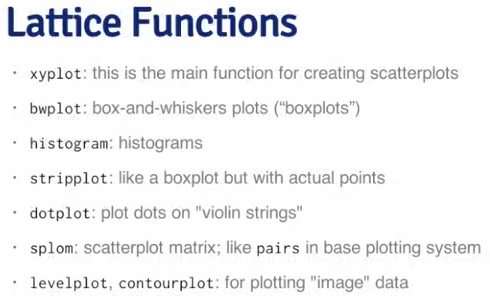 Lattice Functions
· xyplot: this is the main function for creating scatterplots
· bwplot: box-and-whiskers plots (“boxplots”)
· histogram: histograms
· stripplot: like a boxplot but with actual points
· dotplot: plot dots on "violin strings"
· splom: scatterplot matrix; like pairs in base plotting system
· levelplot, contourplot: for plotting "image" data